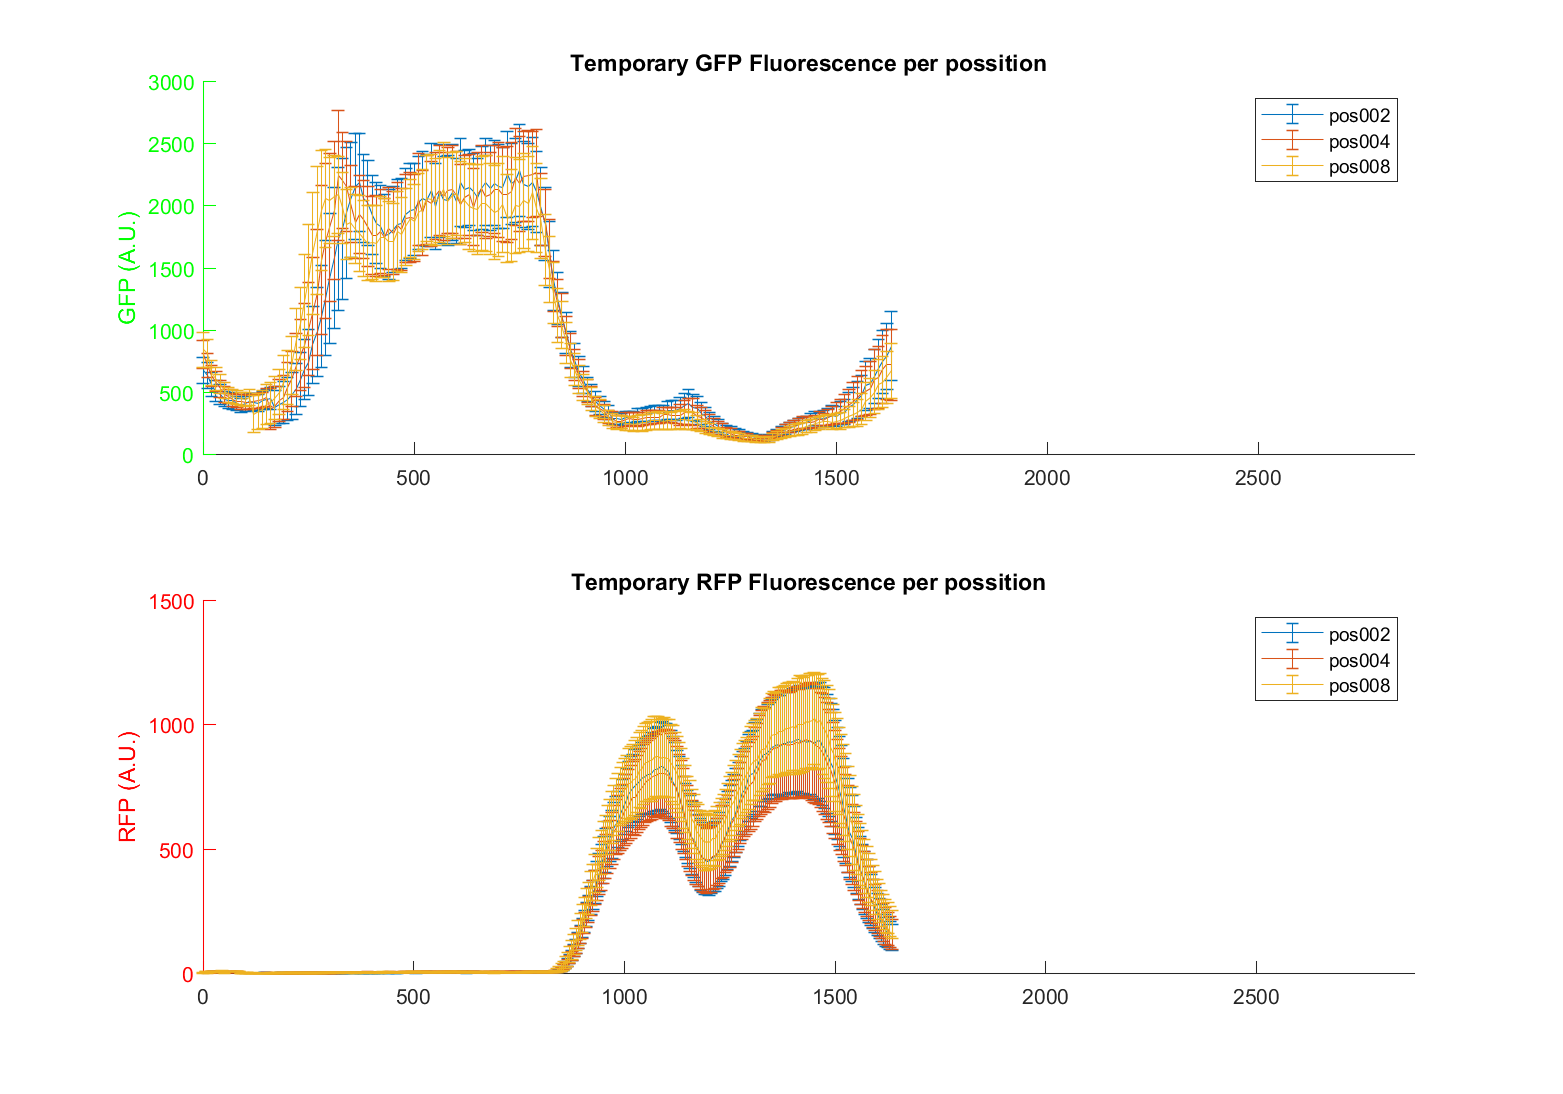 Temporary GFP Fluorescence per possition
3000
2500
2000
1500
1000
500
0
GFP (A.U.)
0 500 1000 1500 2000 2500
pos002
pos004
pos008
Temporary RFP Fluorescence per possition
1500
1000
500
0
RFP (A.U.)
0 500 1000 1500 2000 2500
pos002
pos004
pos008